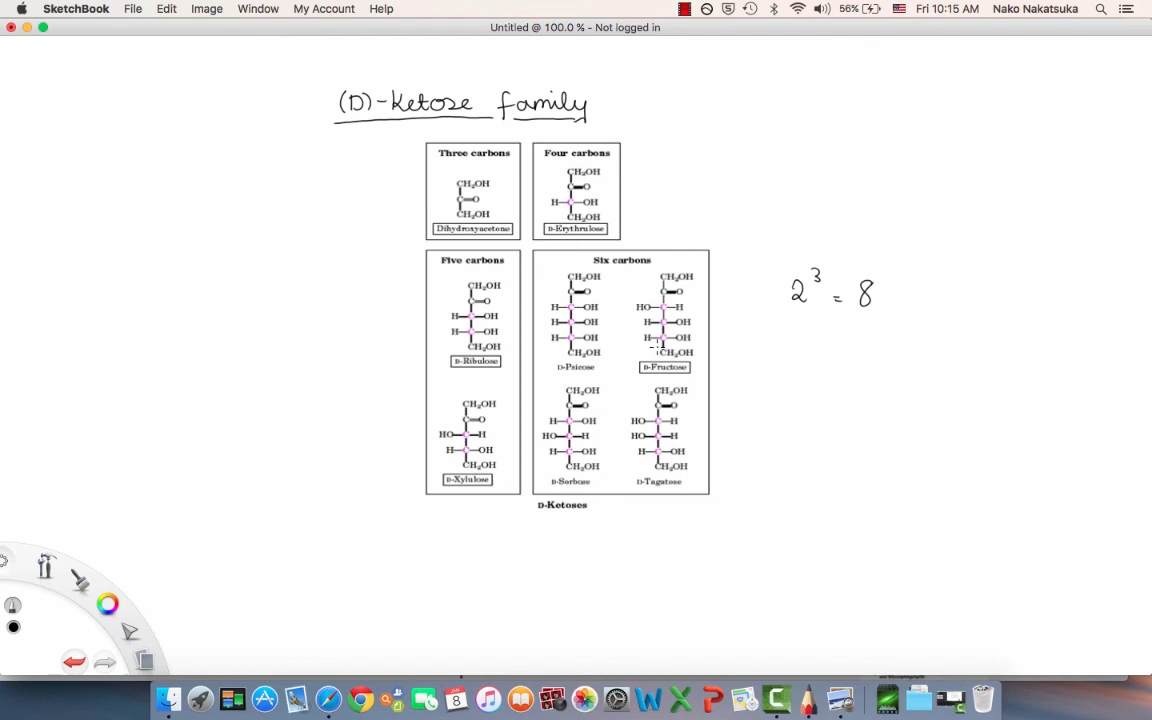 SketchBook File Edit Image Window My Account Help 56% Fri 10:15 AM Nako Nakatsuka
Untitled @ 100.0 % - Not logged in
(D)-Ketose family
Three carbons
CH₂OH
C=O
CH₂OH
Dihydroxyacetone
Four carbons
CH₂OH
C=O
H-C-OH
CH₂OH
D-Erythrulose
Five carbons
CH₂OH
C=O
H-C-OH
H-C-OH
CH₂OH
D-Ribulose
CH₂OH
C=O
HO-C-H
H-C-OH
CH₂OH
D-Xylulose
Six carbons
CH₂OH
C=O
H-C-OH
H-C-OH
H-C-OH
CH₂OH
D-Psicose
CH₂OH
C=O
HO-C-H
H-C-OH
H-C-OH
CH₂OH
D-Fructose
CH₂OH
C=O
H-C-OH
HO-C-H
H-C-OH
CH₂OH
D-Sorbose
CH₂OH
C=O
HO-C-H
HO-C-H
H-C-OH
CH₂OH
D-Tagatose
D-Ketoses
2³ = 8